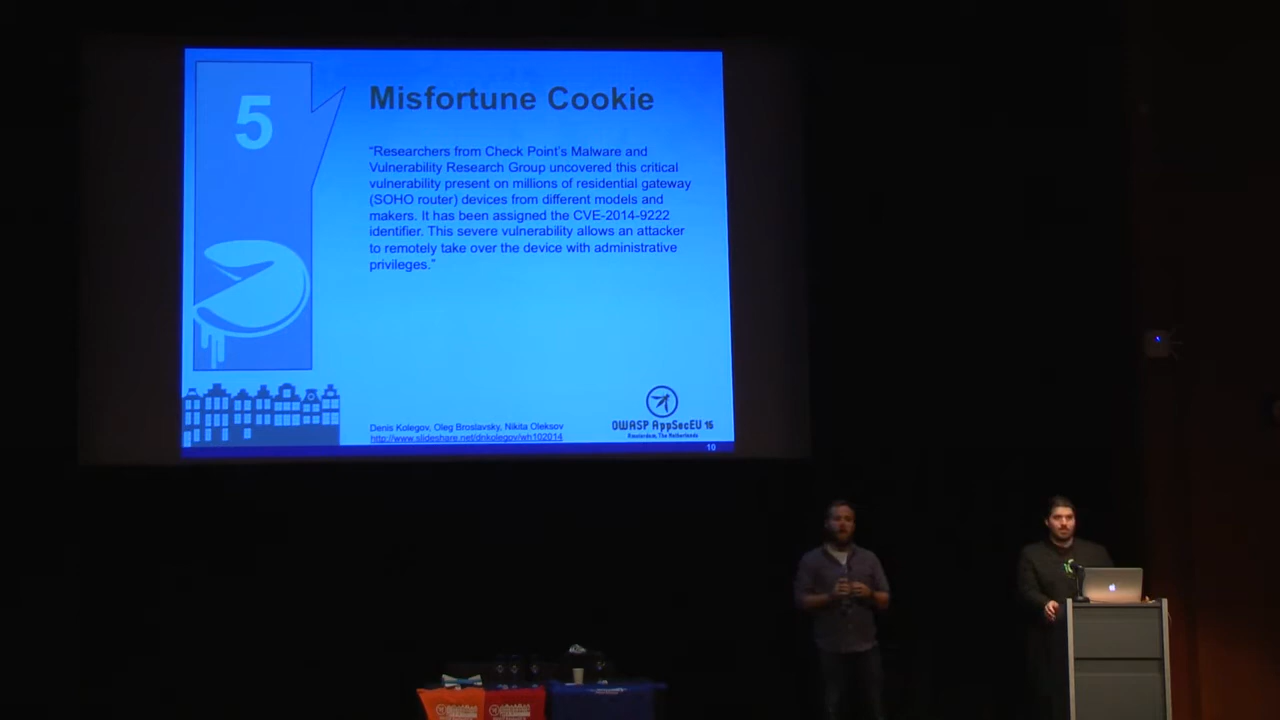 5
Misfortune Cookie
“Researchers from Check Point’s Malware and
Vulnerability Research Group uncovered this critical
vulnerability present on millions of residential gateway
(SOHO router) devices from different models and
makers. It has been assigned the CVE-2014-9222
identifier. This severe vulnerability allows an attacker
to remotely take over the device with administrative
privileges.”
Denis Kolegov, Oleg Broslavsky, Nikita Oleksov
http://www.slideshare.net/dnkolegov/wh102014
OWASP AppSecEU 15
Amsterdam, The Netherlands
10